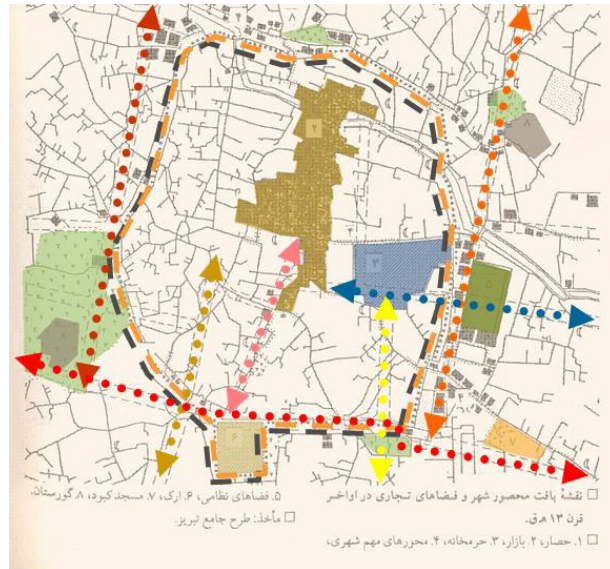 □ نقشهٔ بافت محصور شهر و فضاهای تجاری در اواخر
قرن ۱۳ ه‍.ق.
□ ۱. حصار، ۲. بازار، ۳. حرمخانه، ۴. محورهای مهم شهری،
۵. فضاهای نظامی، ۶. ارک، ۷. مسجد کبود، ۸. گورستان.
□ مأخذ: طرح جامع تبریز.